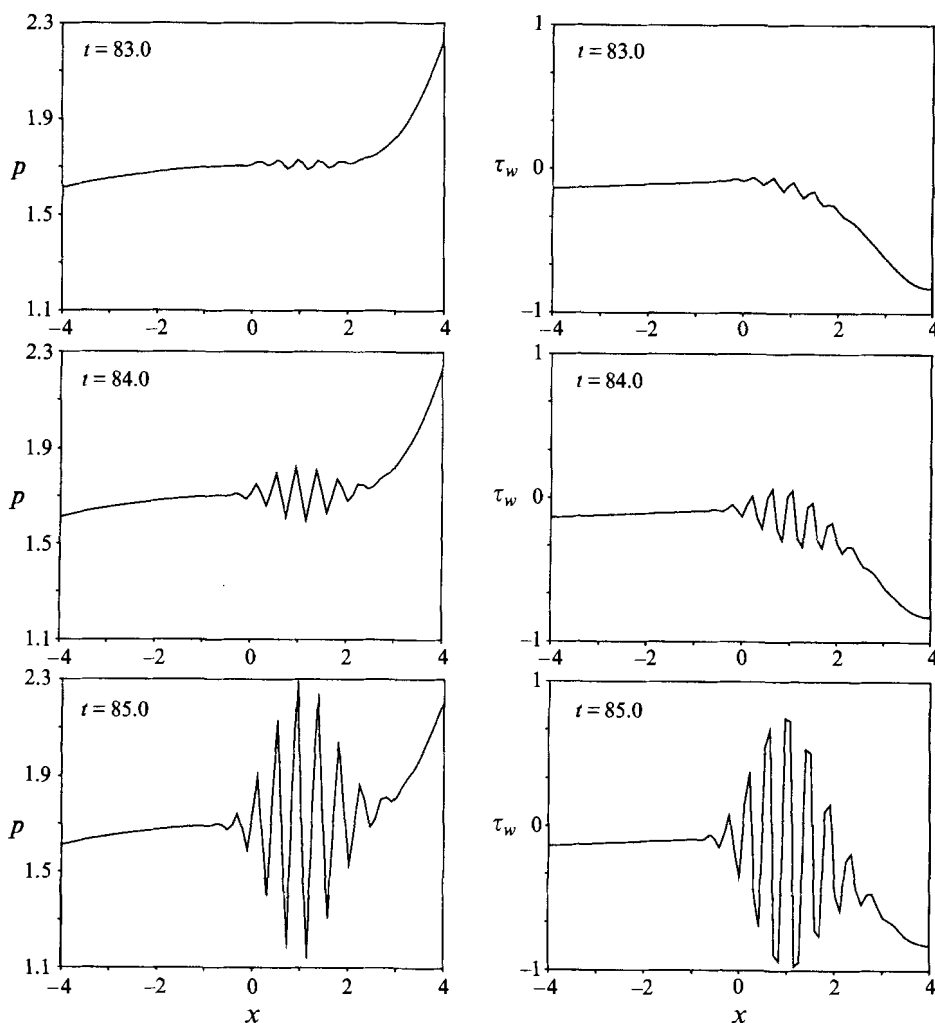 2.3
t = 83.0
1.9
p
1.5
1.1
–4 –2 0 2 4
1
t = 83.0
τw 0
–1
–4 –2 0 2 4
2.3
t = 84.0
1.9
p
1.5
1.1
–4 –2 0 2 4
1
t = 84.0
τw 0
–1
–4 –2 0 2 4
2.3
t = 85.0
1.9
p
1.5
1.1
–4 –2 0 2 4
x
1
t = 85.0
τw 0
–1
–4 –2 0 2 4
x